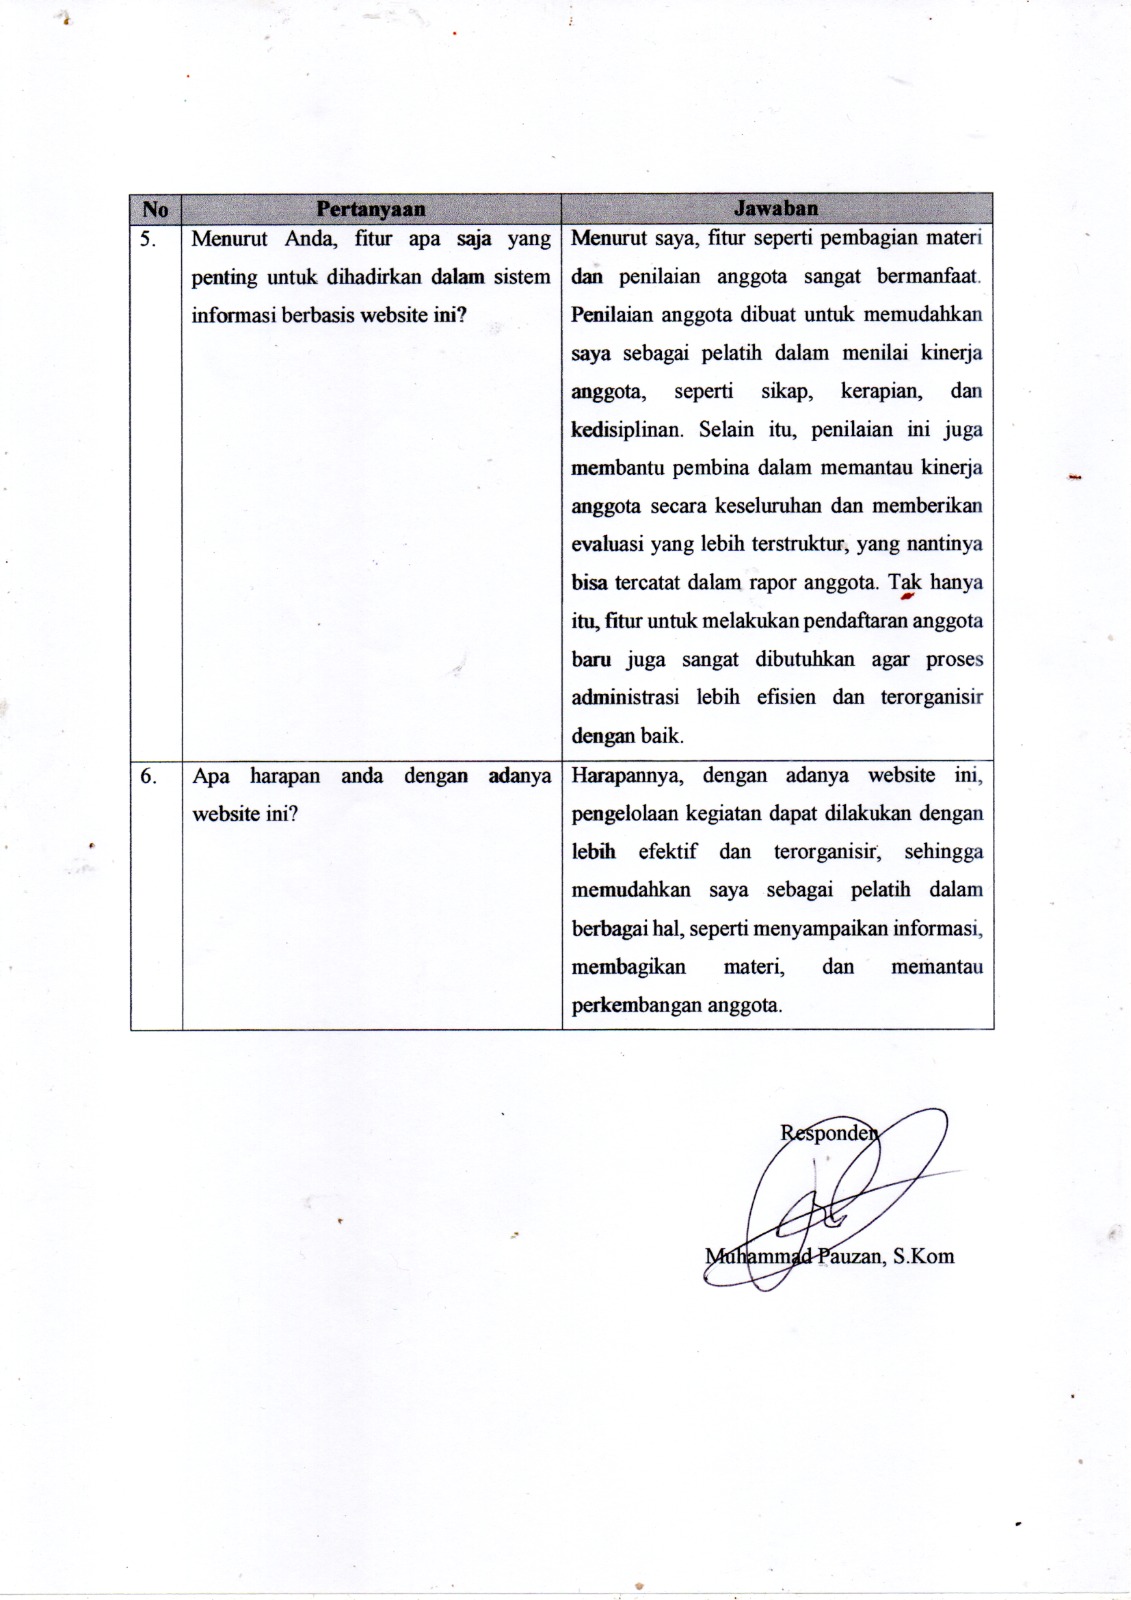 No Pertanyaan Jawaban
5. Menurut Anda, fitur apa saja yang
penting untuk dihadirkan dalam sistem
informasi berbasis website ini?
Menurut saya, fitur seperti pembagian materi
dan penilaian anggota sangat bermanfaat.
Penilaian anggota dibuat untuk memudahkan
saya sebagai pelatih dalam menilai kinerja
anggota, seperti sikap, kerapian, dan
kedisiplinan. Selain itu, penilaian ini juga
membantu pembina dalam memantau kinerja
anggota secara keseluruhan dan memberikan
evaluasi yang lebih terstruktur, yang nantinya
bisa tercatat dalam rapor anggota. Tak hanya
itu, fitur untuk melakukan pendaftaran anggota
baru juga sangat dibutuhkan agar proses
administrasi lebih efisien dan terorganisir
dengan baik.
6. Apa harapan anda dengan adanya
website ini?
Harapannya, dengan adanya website ini,
pengelolaan kegiatan dapat dilakukan dengan
lebih efektif dan terorganisir, sehingga
memudahkan saya sebagai pelatih dalam
berbagai hal, seperti menyampaikan informasi,
membagikan materi, dan memantau
perkembangan anggota.
Responden
Muhammad Pauzan, S.Kom